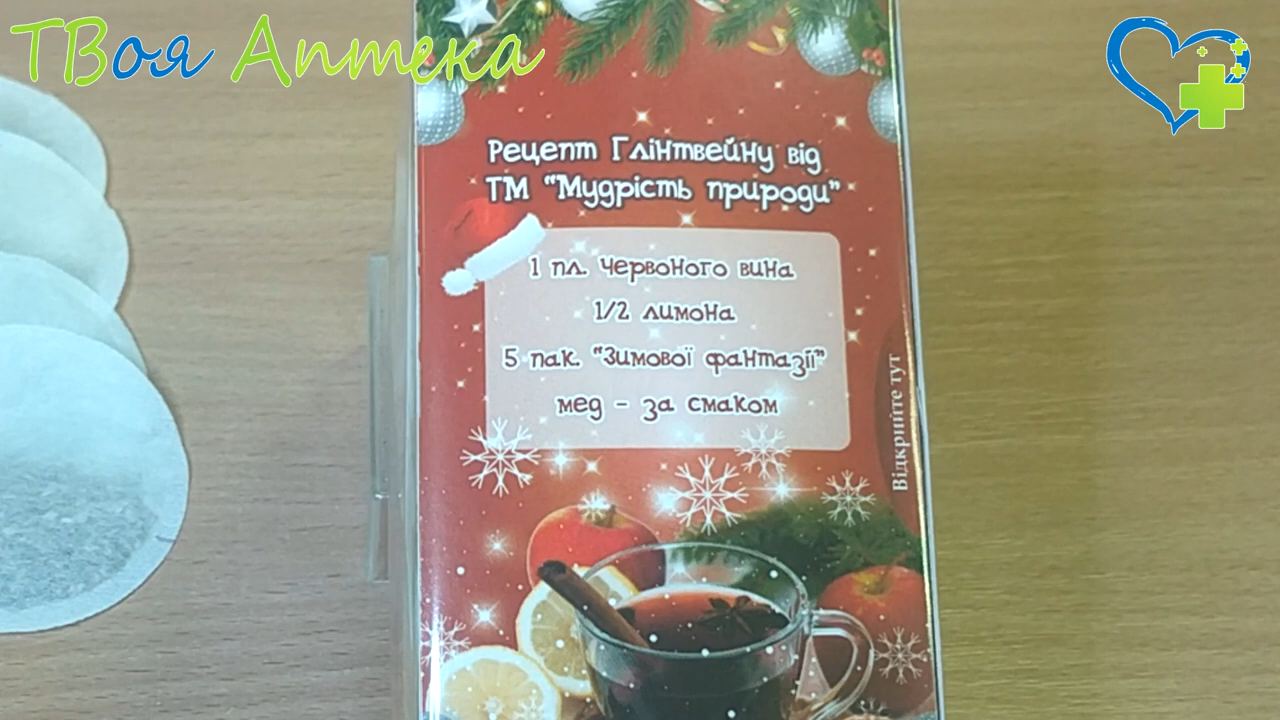 ТВоя Аптека
Рецепт Глінтвейну від
ТМ "Мудрість природи"
1 пл. червоного вина
1/2 лимона
5 пак. "Зимової фантазії"
мед - за смаком
Відкрийте тут